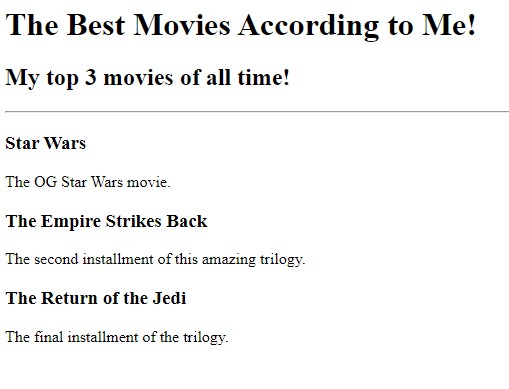 The Best Movies According to Me!
My top 3 movies of all time!
Star Wars
The OG Star Wars movie.
The Empire Strikes Back
The second installment of this amazing trilogy.
The Return of the Jedi
The final installment of the trilogy.